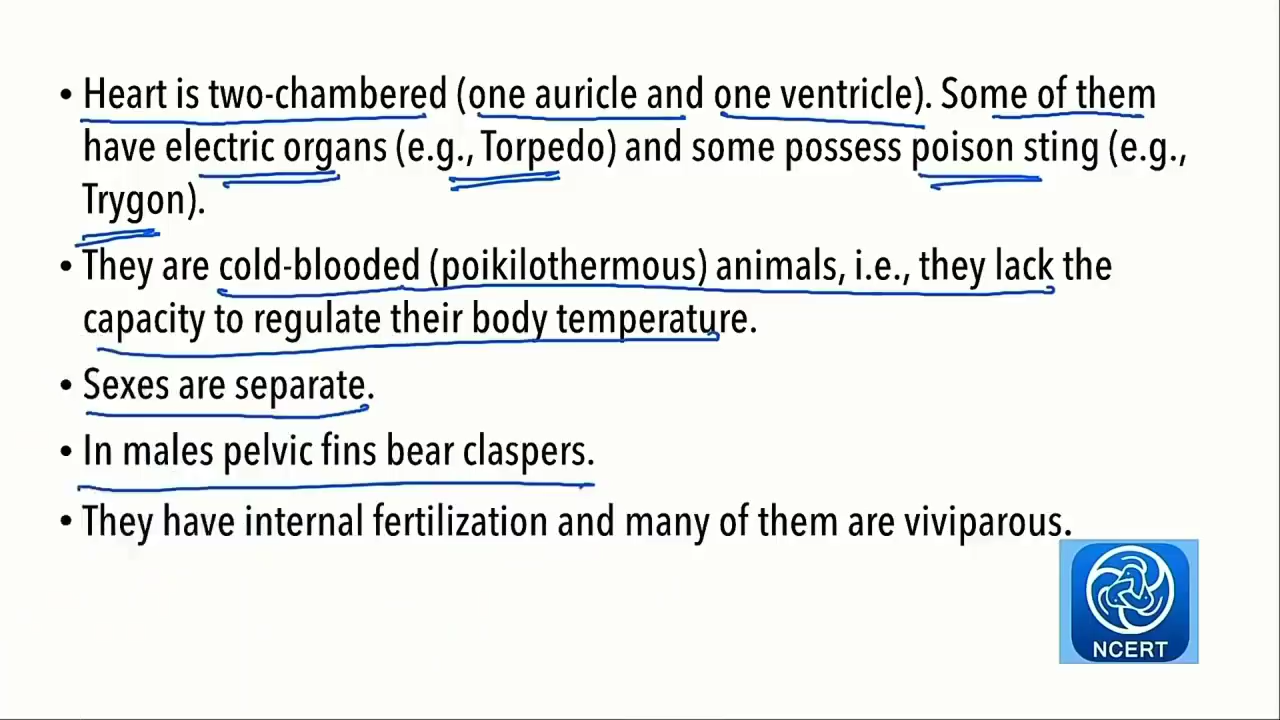 • Heart is two-chambered (one auricle and one ventricle). Some of them
have electric organs (e.g., Torpedo) and some possess poison sting (e.g.,
Trygon).
• They are cold-blooded (poikilothermous) animals, i.e., they lack the
capacity to regulate their body temperature.
• Sexes are separate.
• In males pelvic fins bear claspers.
• They have internal fertilization and many of them are viviparous.
NCERT